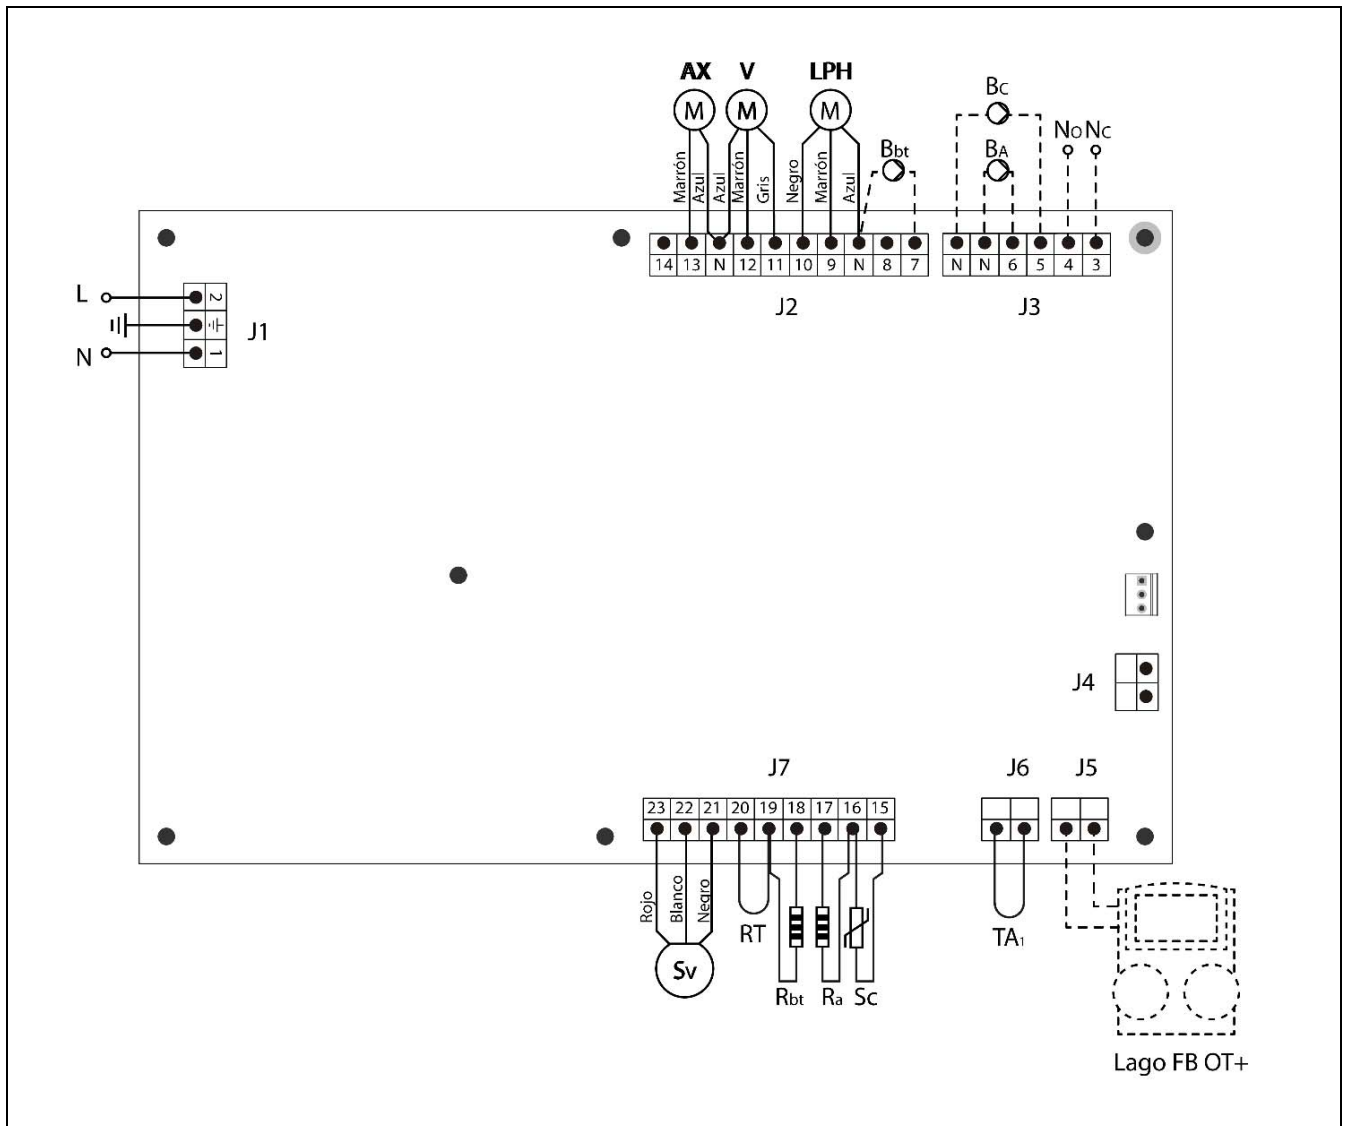 AX V LPH
M M M
Bc
BA
No Nc
Bbt
Marrón
Azul
Azul
Marrón
Gris
Negro
Marrón
Azul
14 13 N 12 11 10 9 N 8 7
N N 6 5 4 3
J2
J3
L
N
2
1
J1
J4
J7
J6
J5
23 22 21 20 19 18 17 16 15
Rojo
Blanco
Negro
Sv
RT
Rbt
Ra
Sc
TA1
Lago FB OT+